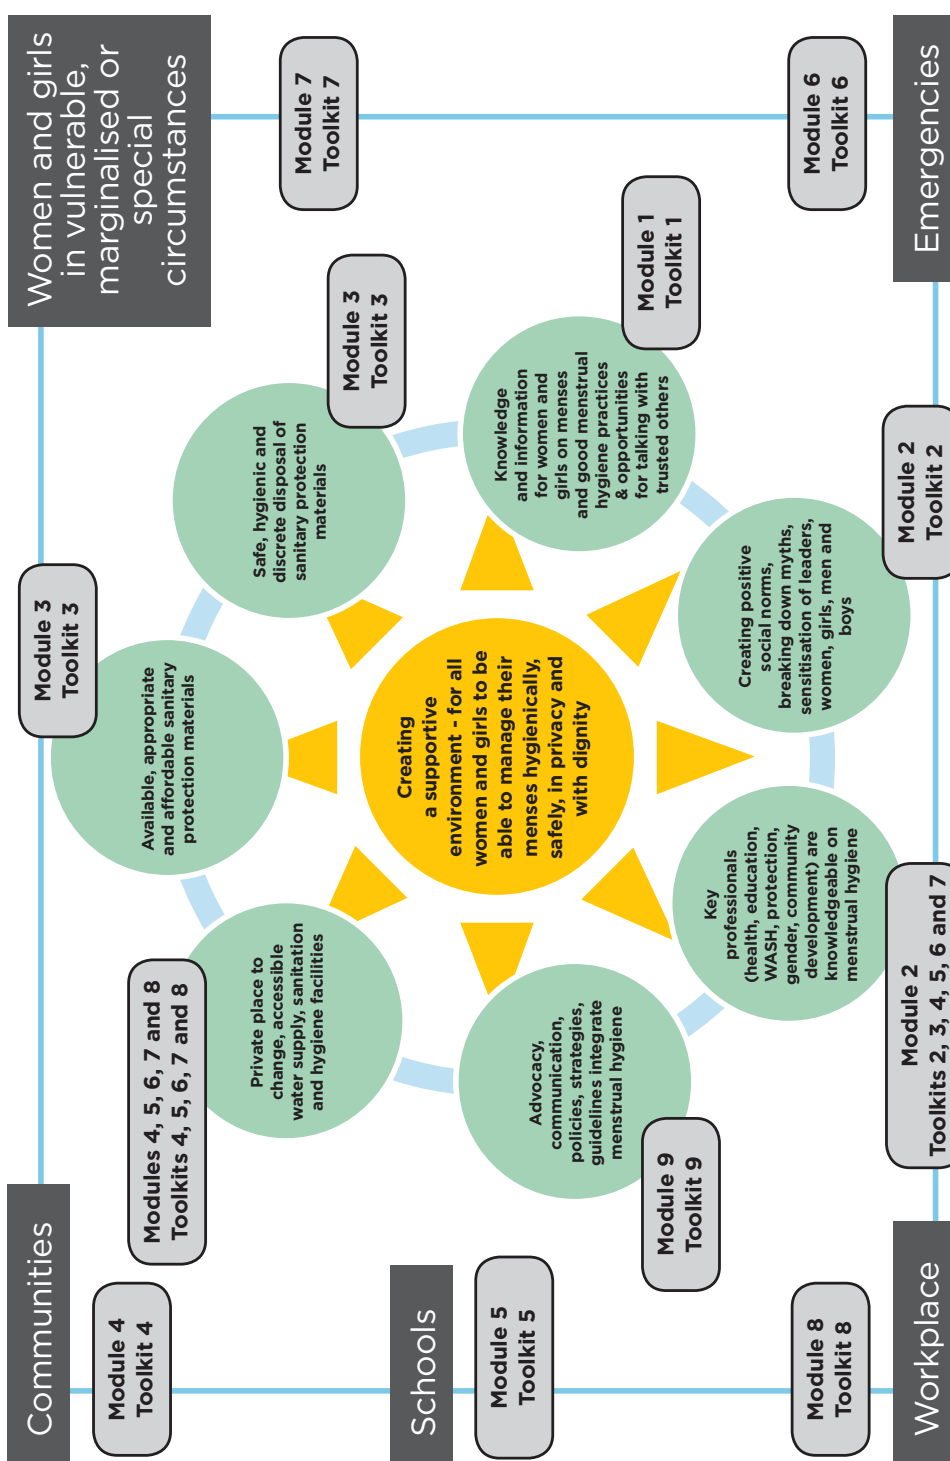 Communities
Module 4
Toolkit 4
Women and girls
in vulnerable,
marginalised or
special
circumstances
Module 7
Toolkit 7
Module 3
Toolkit 3
Available, appropriate
and affordable sanitary
protection materials
Modules 4, 5, 6, 7 and 8
Toolkits 4, 5, 6, 7 and 8
Private place to
change, accessible
water supply, sanitation
and hygiene facilities
Safe, hygienic and
discrete disposal of
sanitary protection
materials
Module 3
Toolkit 3
Schools
Module 5
Toolkit 5
Creating
a supportive
environment - for all
women and girls to be
able to manage their
menses hygienically,
safely, in privacy and
with dignity
Advocacy,
communication,
policies, strategies,
guidelines integrate
menstrual hygiene
Module 9
Toolkit 9
Knowledge
and information
for women and
girls on menses
and good menstrual
hygiene practices
& opportunities
for talking with
trusted others
Module 1
Toolkit 1
Key
professionals
(health, education,
WASH, protection,
gender, community
development) are
knowledgeable on
menstrual hygiene
Module 2
Toolkits 2, 3, 4, 5, 6 and 7
Creating positive
social norms,
breaking down myths,
sensitisation of leaders,
women, girls, men and
boys
Module 2
Toolkit 2
Module 8
Toolkit 8
Workplace
Module 6
Toolkit 6
Emergencies